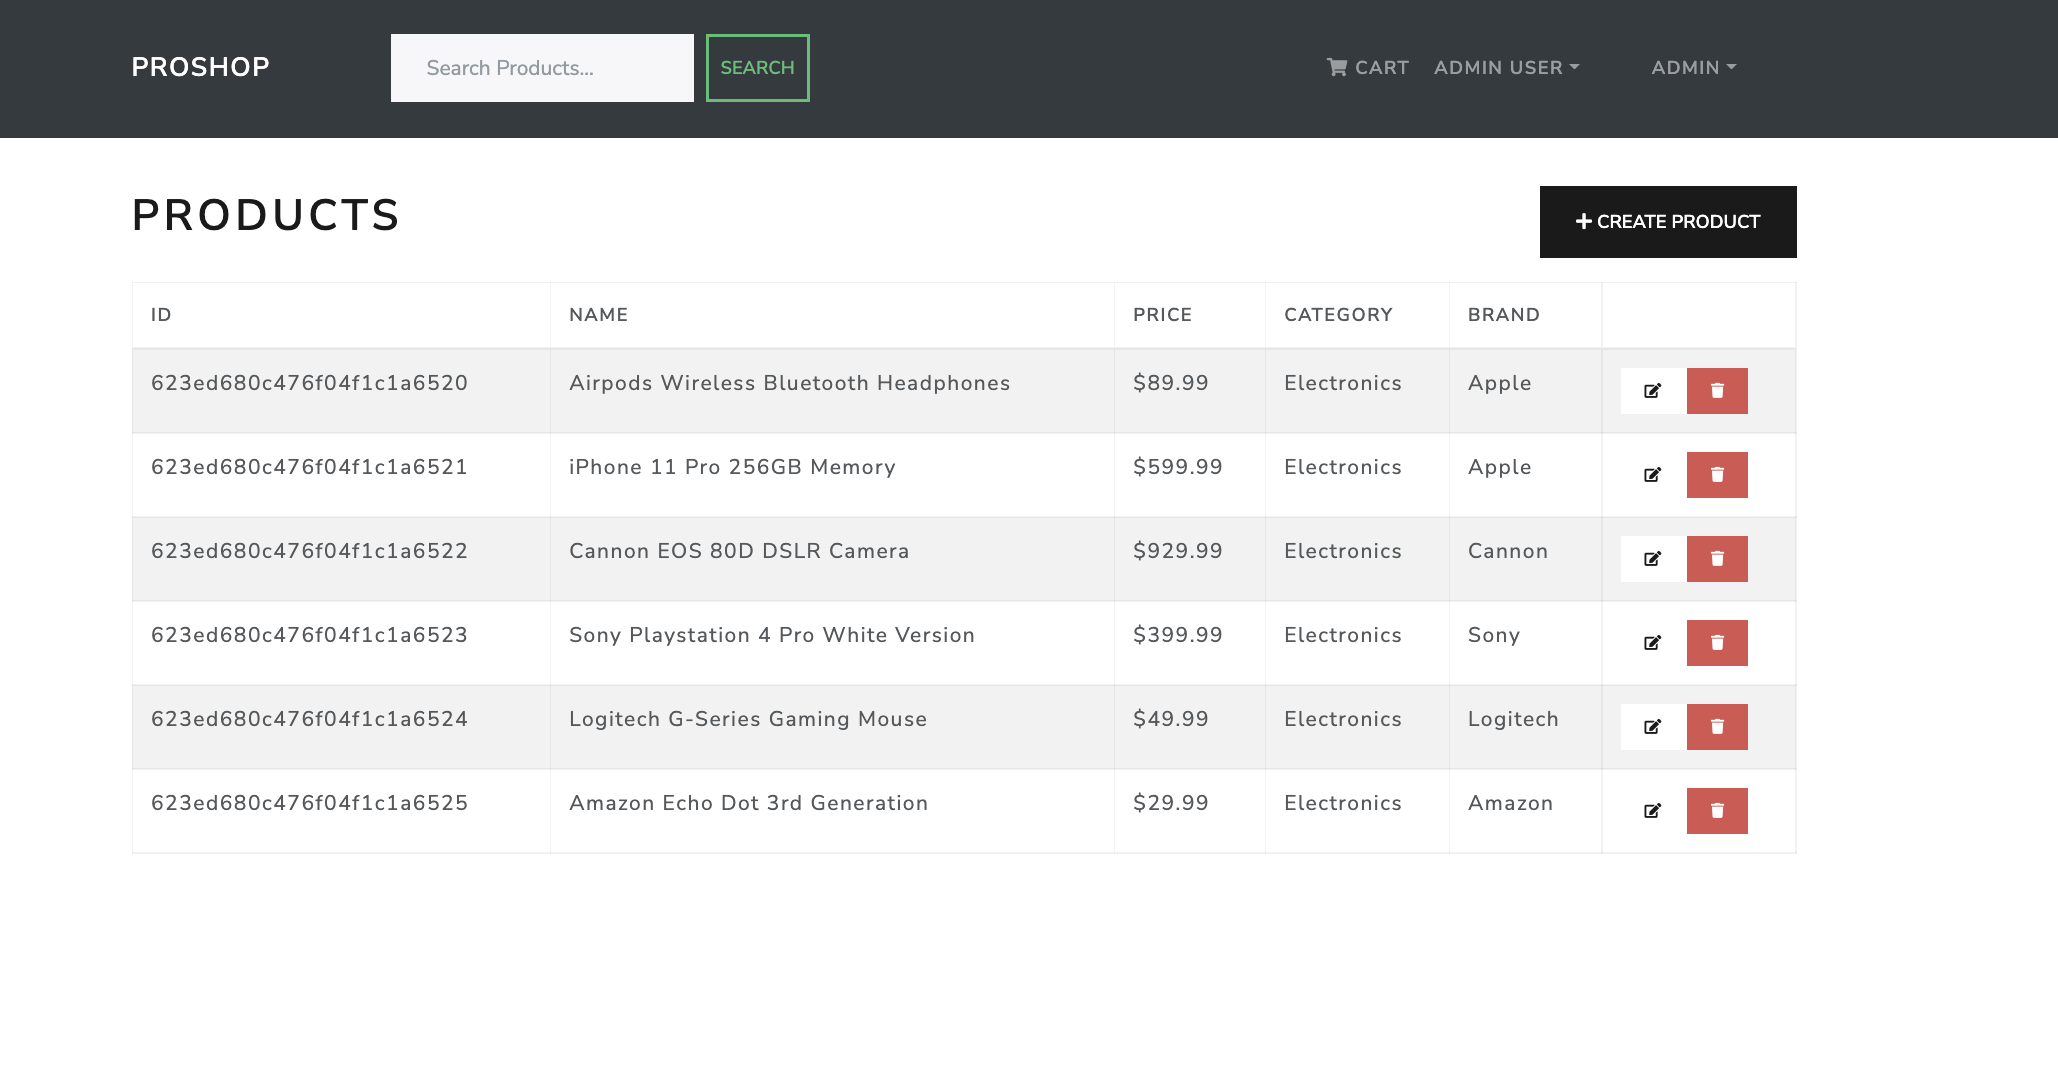 PROSHOP Search Products... SEARCH CART ADMIN USER ADMIN
PRODUCTS CREATE PRODUCT
ID NAME PRICE CATEGORY BRAND
623ed680c476f04f1c1a6520 Airpods Wireless Bluetooth Headphones $89.99 Electronics Apple
623ed680c476f04f1c1a6521 iPhone 11 Pro 256GB Memory $599.99 Electronics Apple
623ed680c476f04f1c1a6522 Cannon EOS 80D DSLR Camera $929.99 Electronics Cannon
623ed680c476f04f1c1a6523 Sony Playstation 4 Pro White Version $399.99 Electronics Sony
623ed680c476f04f1c1a6524 Logitech G-Series Gaming Mouse $49.99 Electronics Logitech
623ed680c476f04f1c1a6525 Amazon Echo Dot 3rd Generation $29.99 Electronics Amazon